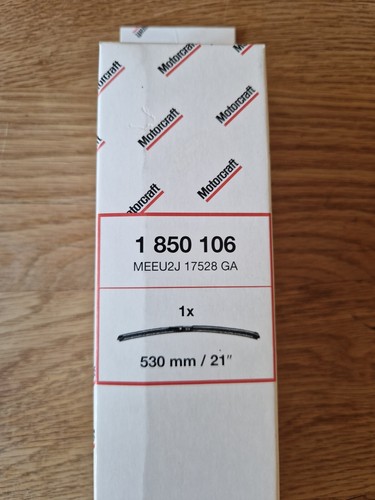 Motorcraft
Motorcraft
Motorcraft
Motorcraft
Motorcraft
1 850 106
MEEU2J 17528 GA
1x
530 mm / 21"